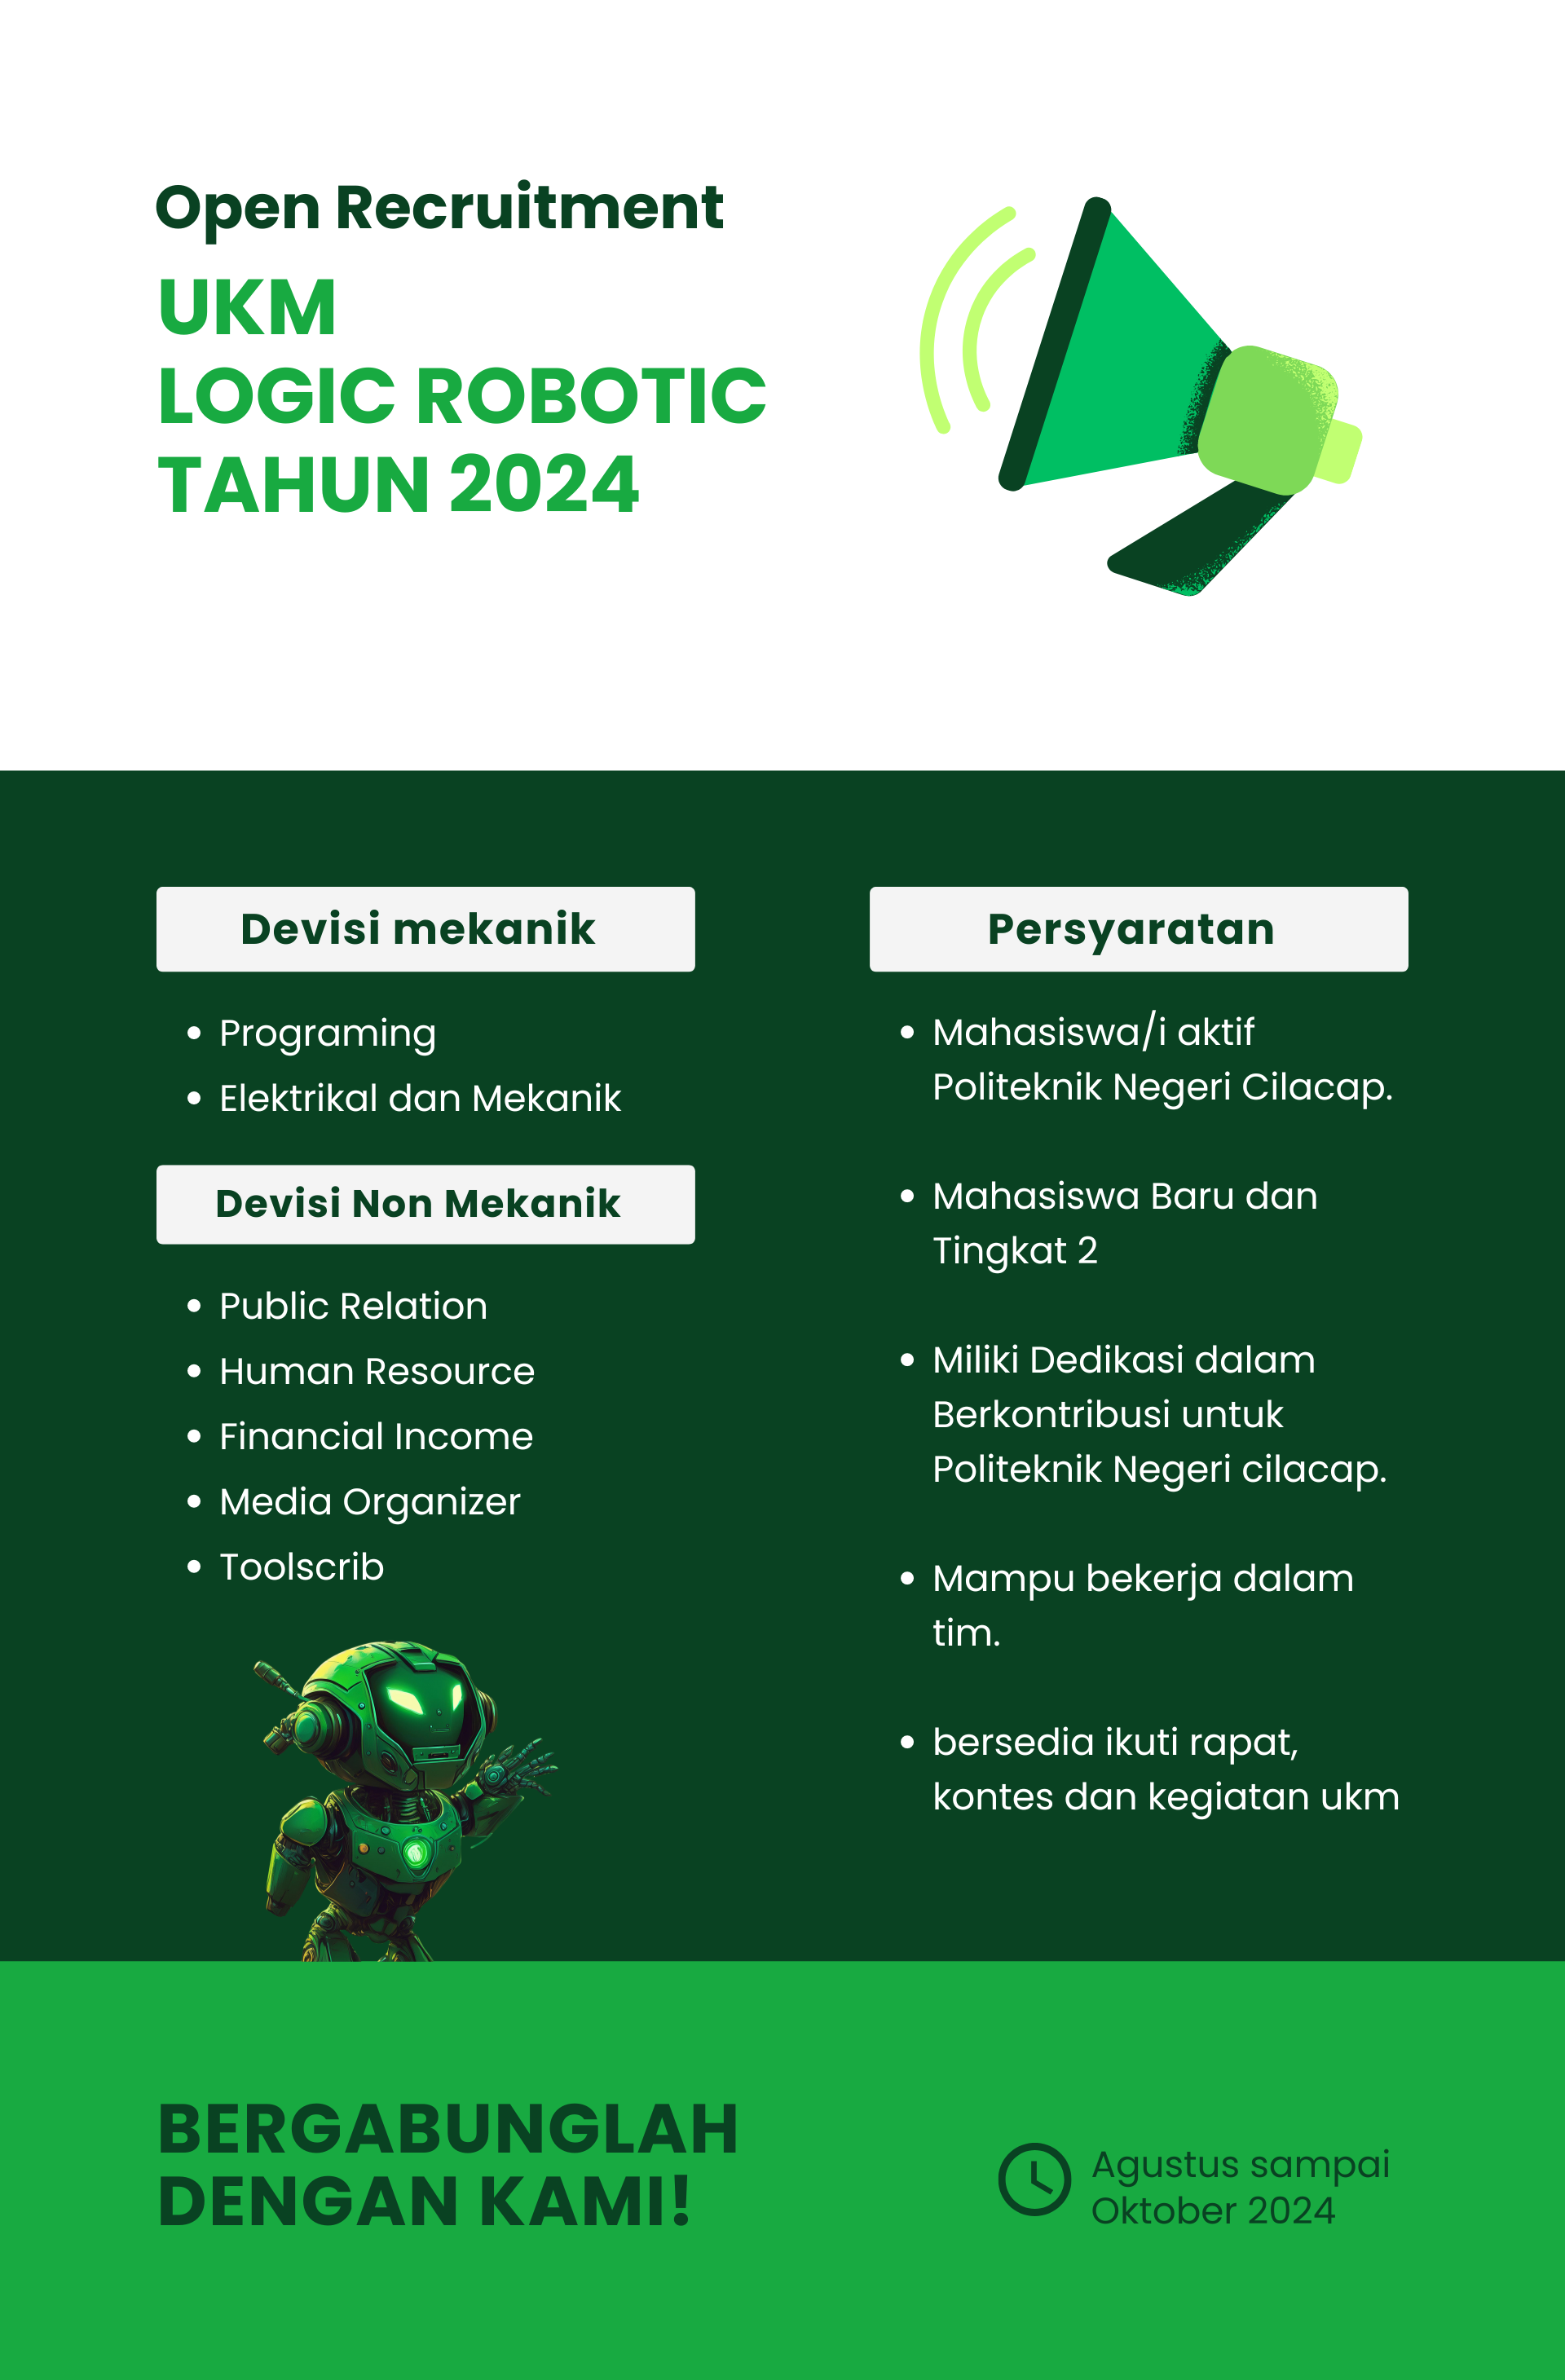 Open Recruitment
UKM
LOGIC ROBOTIC
TAHUN 2024
Devisi mekanik
Programing
Elektrikal dan Mekanik
Devisi Non Mekanik
Public Relation
Human Resource
Financial Income
Media Organizer
Toolscrib
Persyaratan
Mahasiswa/i aktif
Politeknik Negeri Cilacap.
Mahasiswa Baru dan
Tingkat 2
Miliki Dedikasi dalam
Berkontribusi untuk
Politeknik Negeri cilacap.
Mampu bekerja dalam
tim.
bersedia ikuti rapat,
kontes dan kegiatan ukm
BERGABUNGLAH
DENGAN KAMI!
Agustus sampai
Oktober 2024